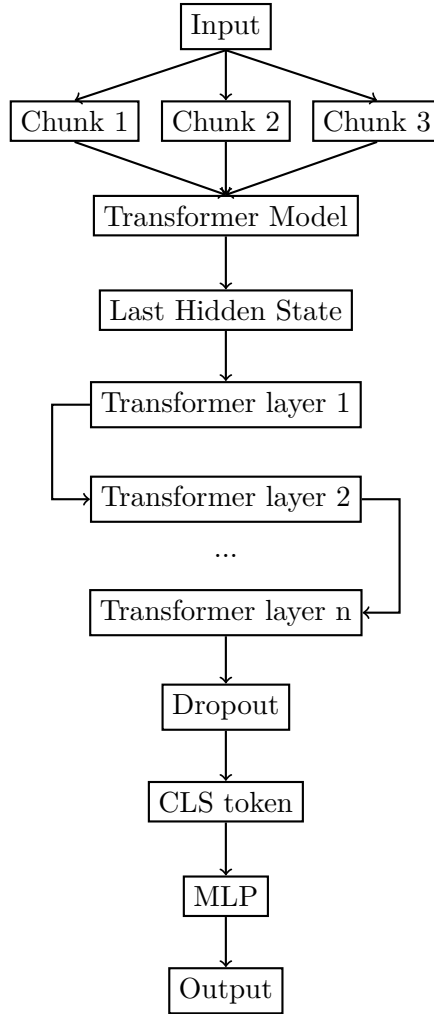 Input
Chunk 1 Chunk 2 Chunk 3
Transformer Model
Last Hidden State
Transformer layer 1
Transformer layer 2
...
Transformer layer n
Dropout
CLS token
MLP
Output